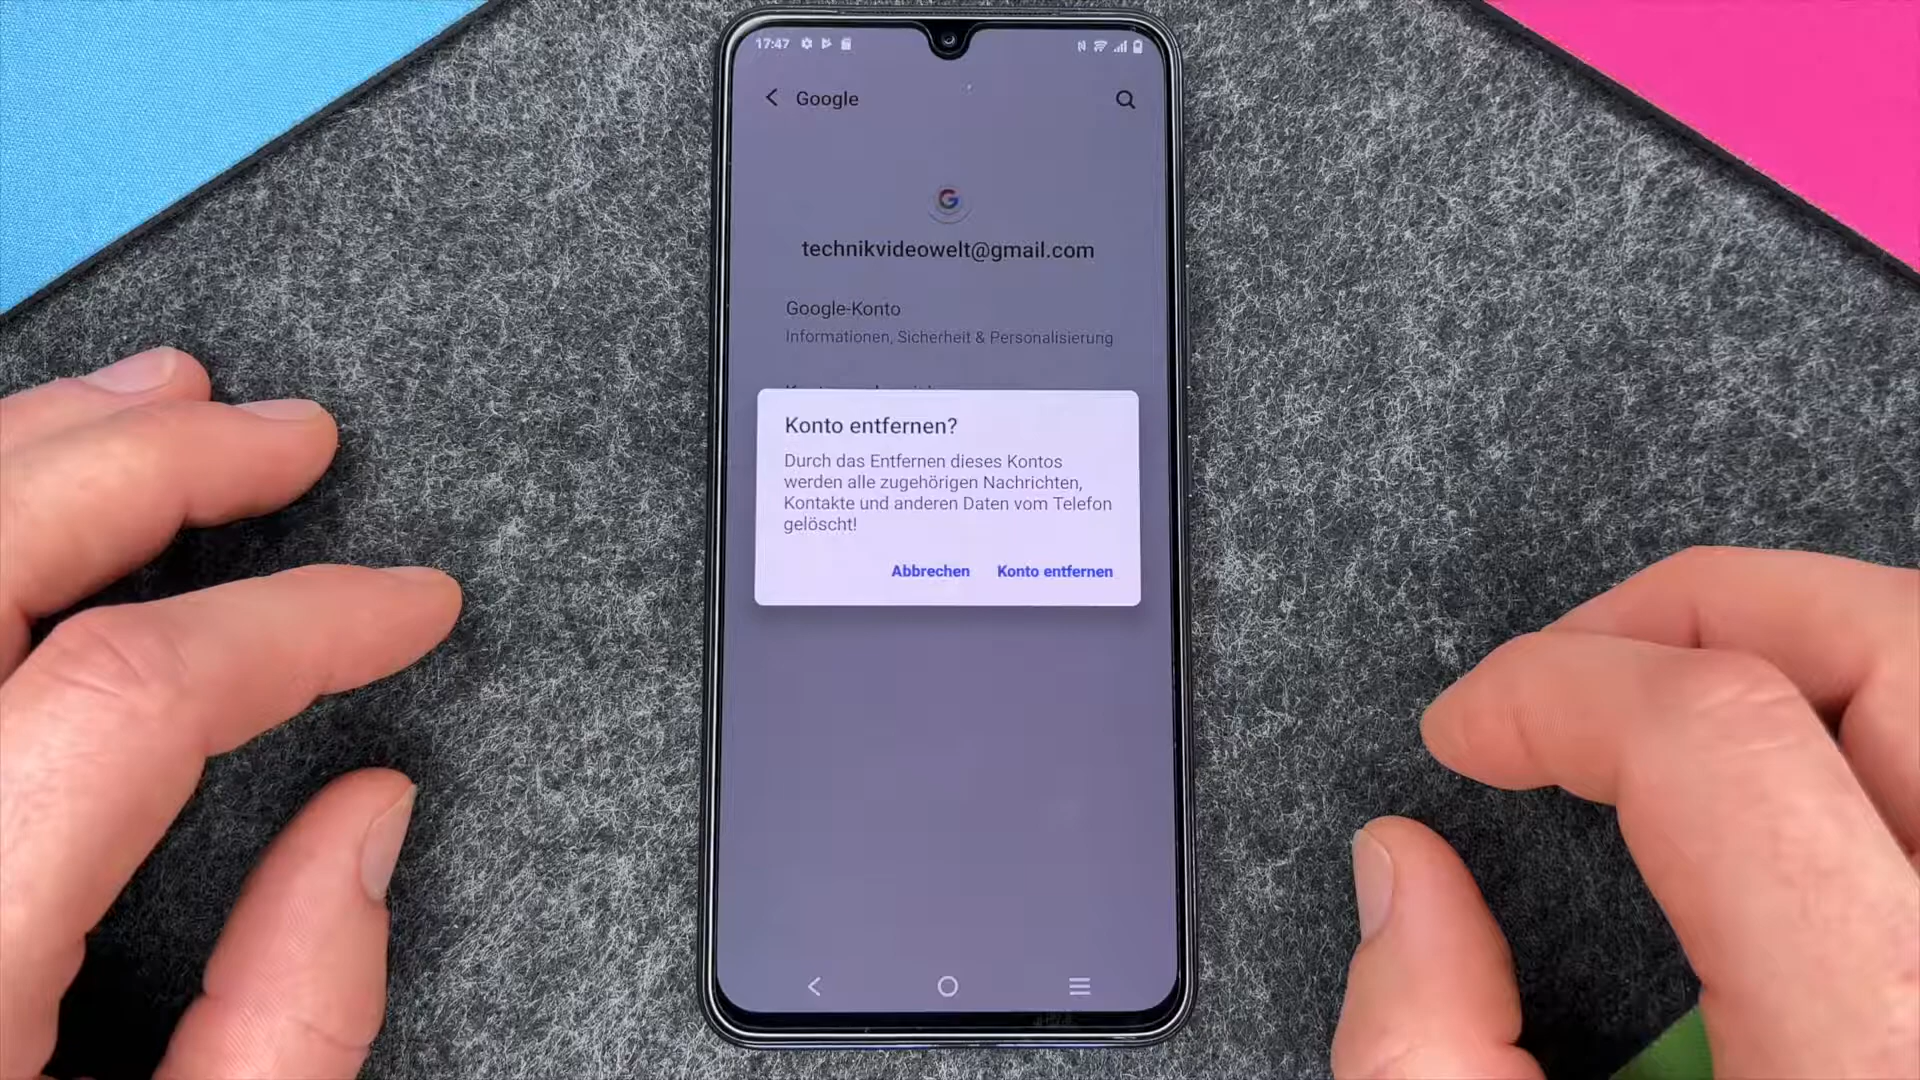 17:47
Google
technikvideowelt@gmail.com
Google-Konto
Informationen, Sicherheit & Personalisierung
Konto entfernen?
Durch das Entfernen dieses Kontos
werden alle zugehörigen Nachrichten,
Kontakte und anderen Daten vom Telefon
gelöscht!
Abbrechen Konto entfernen